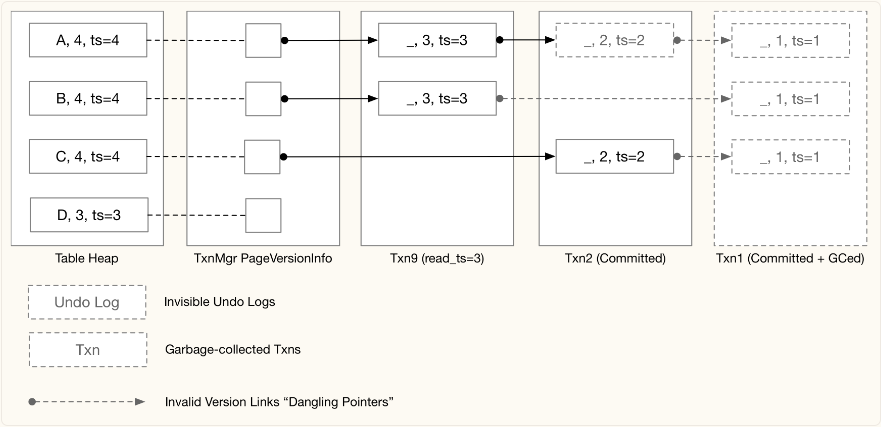 A, 4, ts=4
_, 3, ts=3
_, 2, ts=2
_, 1, ts=1
B, 4, ts=4
_, 3, ts=3
_, 1, ts=1
C, 4, ts=4
_, 2, ts=2
_, 1, ts=1
D, 3, ts=3
Table Heap
TxnMgr PageVersionInfo
Txn9 (read_ts=3)
Txn2 (Committed)
Txn1 (Committed + GCed)
Undo Log
Invisible Undo Logs
Txn
Garbage-collected Txns
Invalid Version Links “Dangling Pointers”